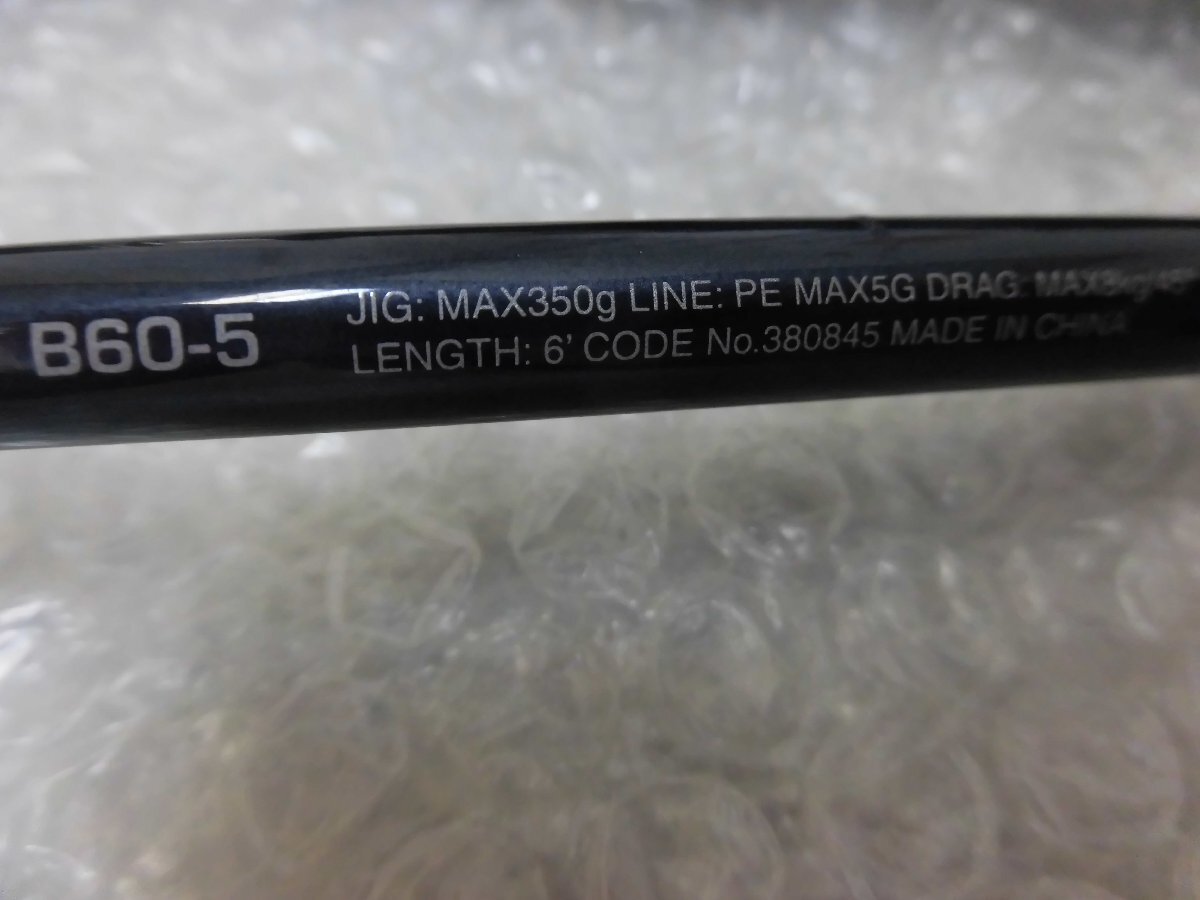 B60-5
JIG: MAX350g LINE: PE MAX5G DRAG:
LENGTH: 6' CODE No.380845 MADE IN CHINA